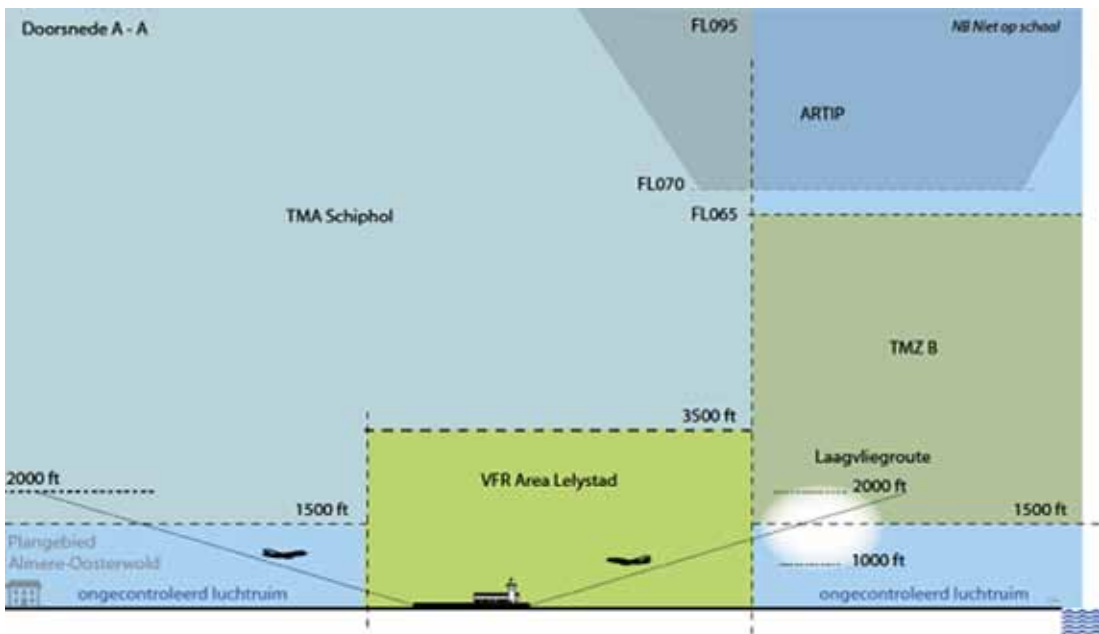 Doorsnede A - A
FL095
NB Niet op schaal
ARTIP
FL070
TMA Schiphol
FL065
TMZ B
3500 ft
Laagvliegroute
2000 ft
VFR Area Lelystad
2000 ft
1500 ft
1500 ft
Plangebied
Almere-Oosterwold
1000 ft
ongecontroleerd luchtruim
ongecontroleerd luchtruim